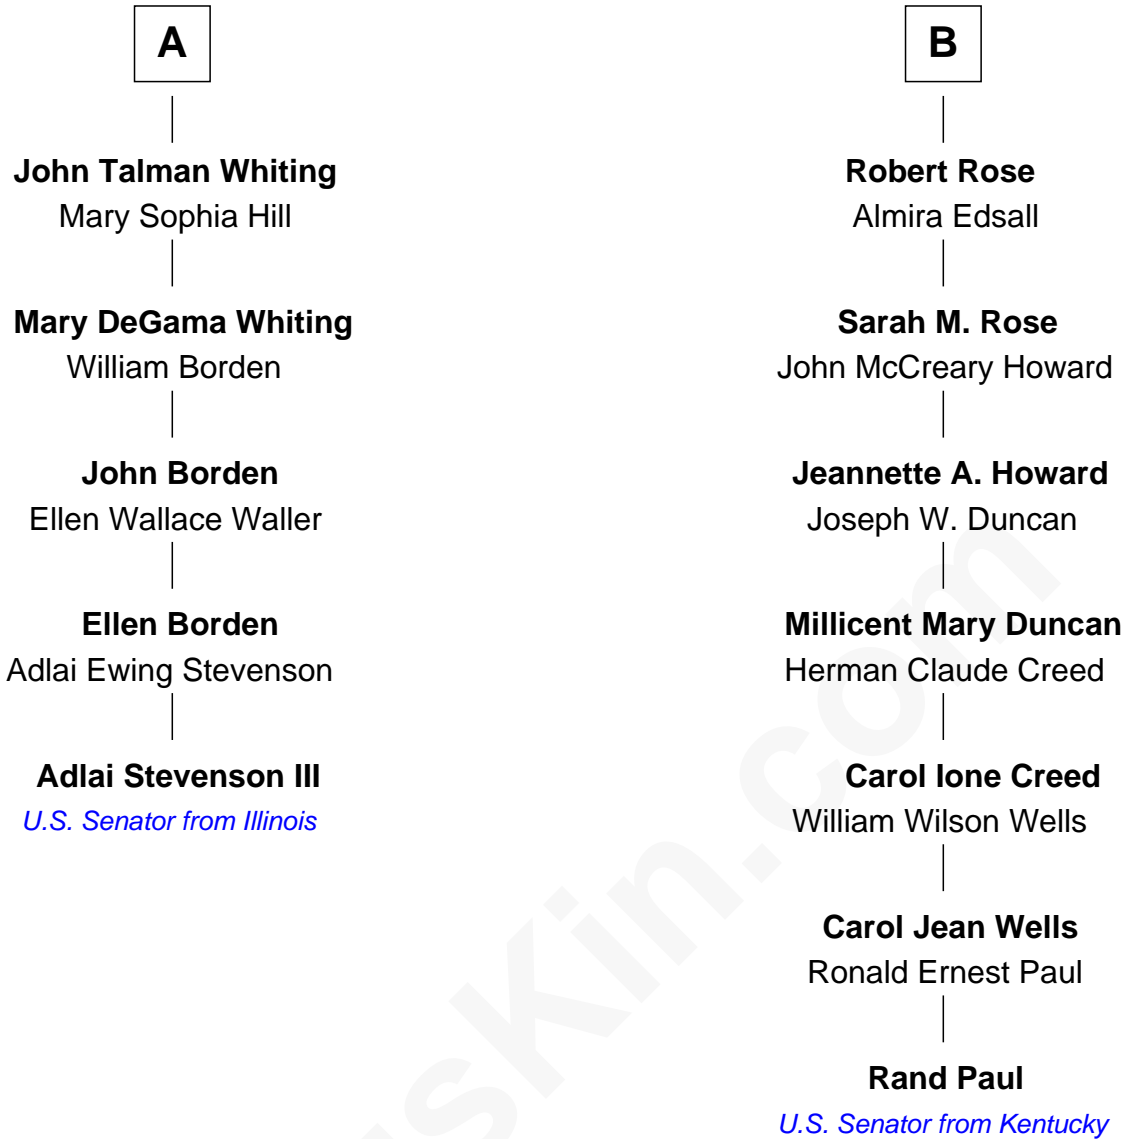 A
John Talman Whiting
Mary Sophia Hill
Mary DeGama Whiting
William Borden
John Borden
Ellen Wallace Waller
Ellen Borden
Adlai Ewing Stevenson
Adlai Stevenson III
U.S. Senator from Illinois
B
Robert Rose
Almira Edsall
Sarah M. Rose
John McCreary Howard
Jeannette A. Howard
Joseph W. Duncan
Millicent Mary Duncan
Herman Claude Creed
Carol Ione Creed
William Wilson Wells
Carol Jean Wells
Ronald Ernest Paul
Rand Paul
U.S. Senator from Kentucky
sKin.com